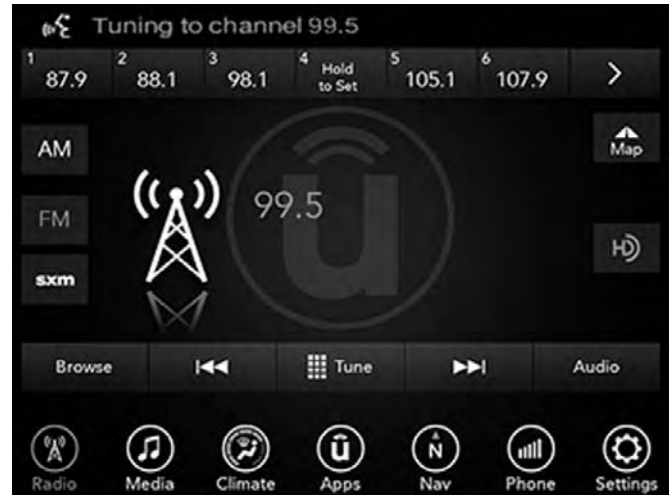 Tuning to channel 99.5
1 87.9 2 88.1 3 98.1 4 Hold to Set 5 105.1 6 107.9
AM
Map
FM
99.5
HD
sxm
Browse Tune Audio
Radio Media Climate Apps Nav Phone Settings
û
N